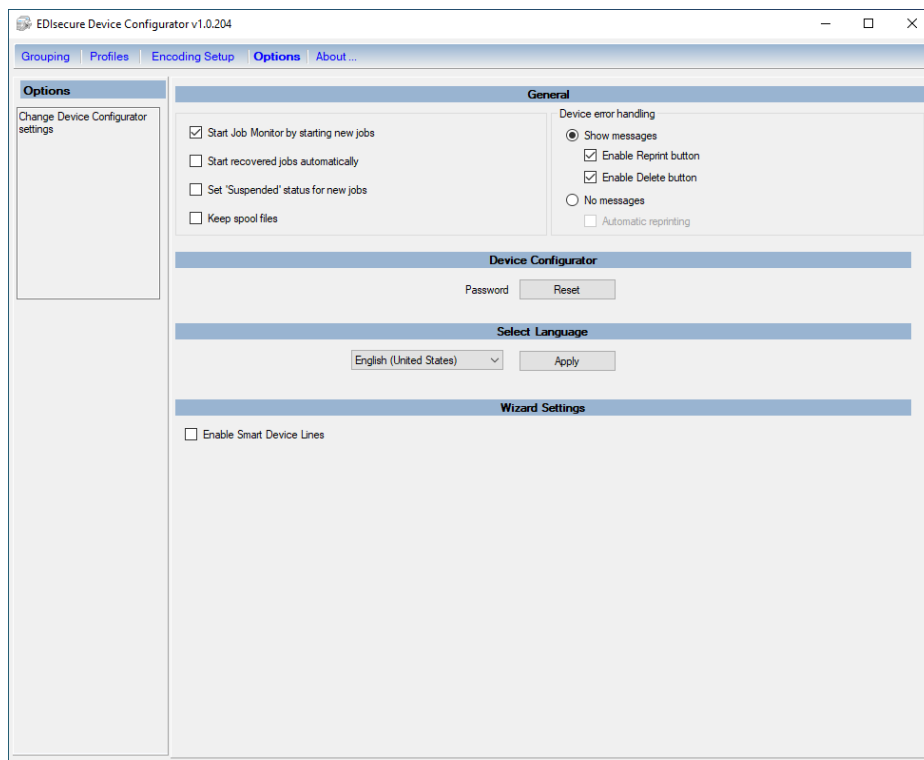 EDIsecure Device Configurator v1.0.204
Grouping Profiles Encoding Setup Options About ...
Options
Change Device Configurator
settings
General
Start Job Monitor by starting new jobs
Start recovered jobs automatically
Set 'Suspended' status for new jobs
Keep spool files
Device error handling
Show messages
Enable Reprint button
Enable Delete button
No messages
Automatic reprinting
Device Configurator
Password Reset
Select Language
English (United States) Apply
Wizard Settings
Enable Smart Device Lines